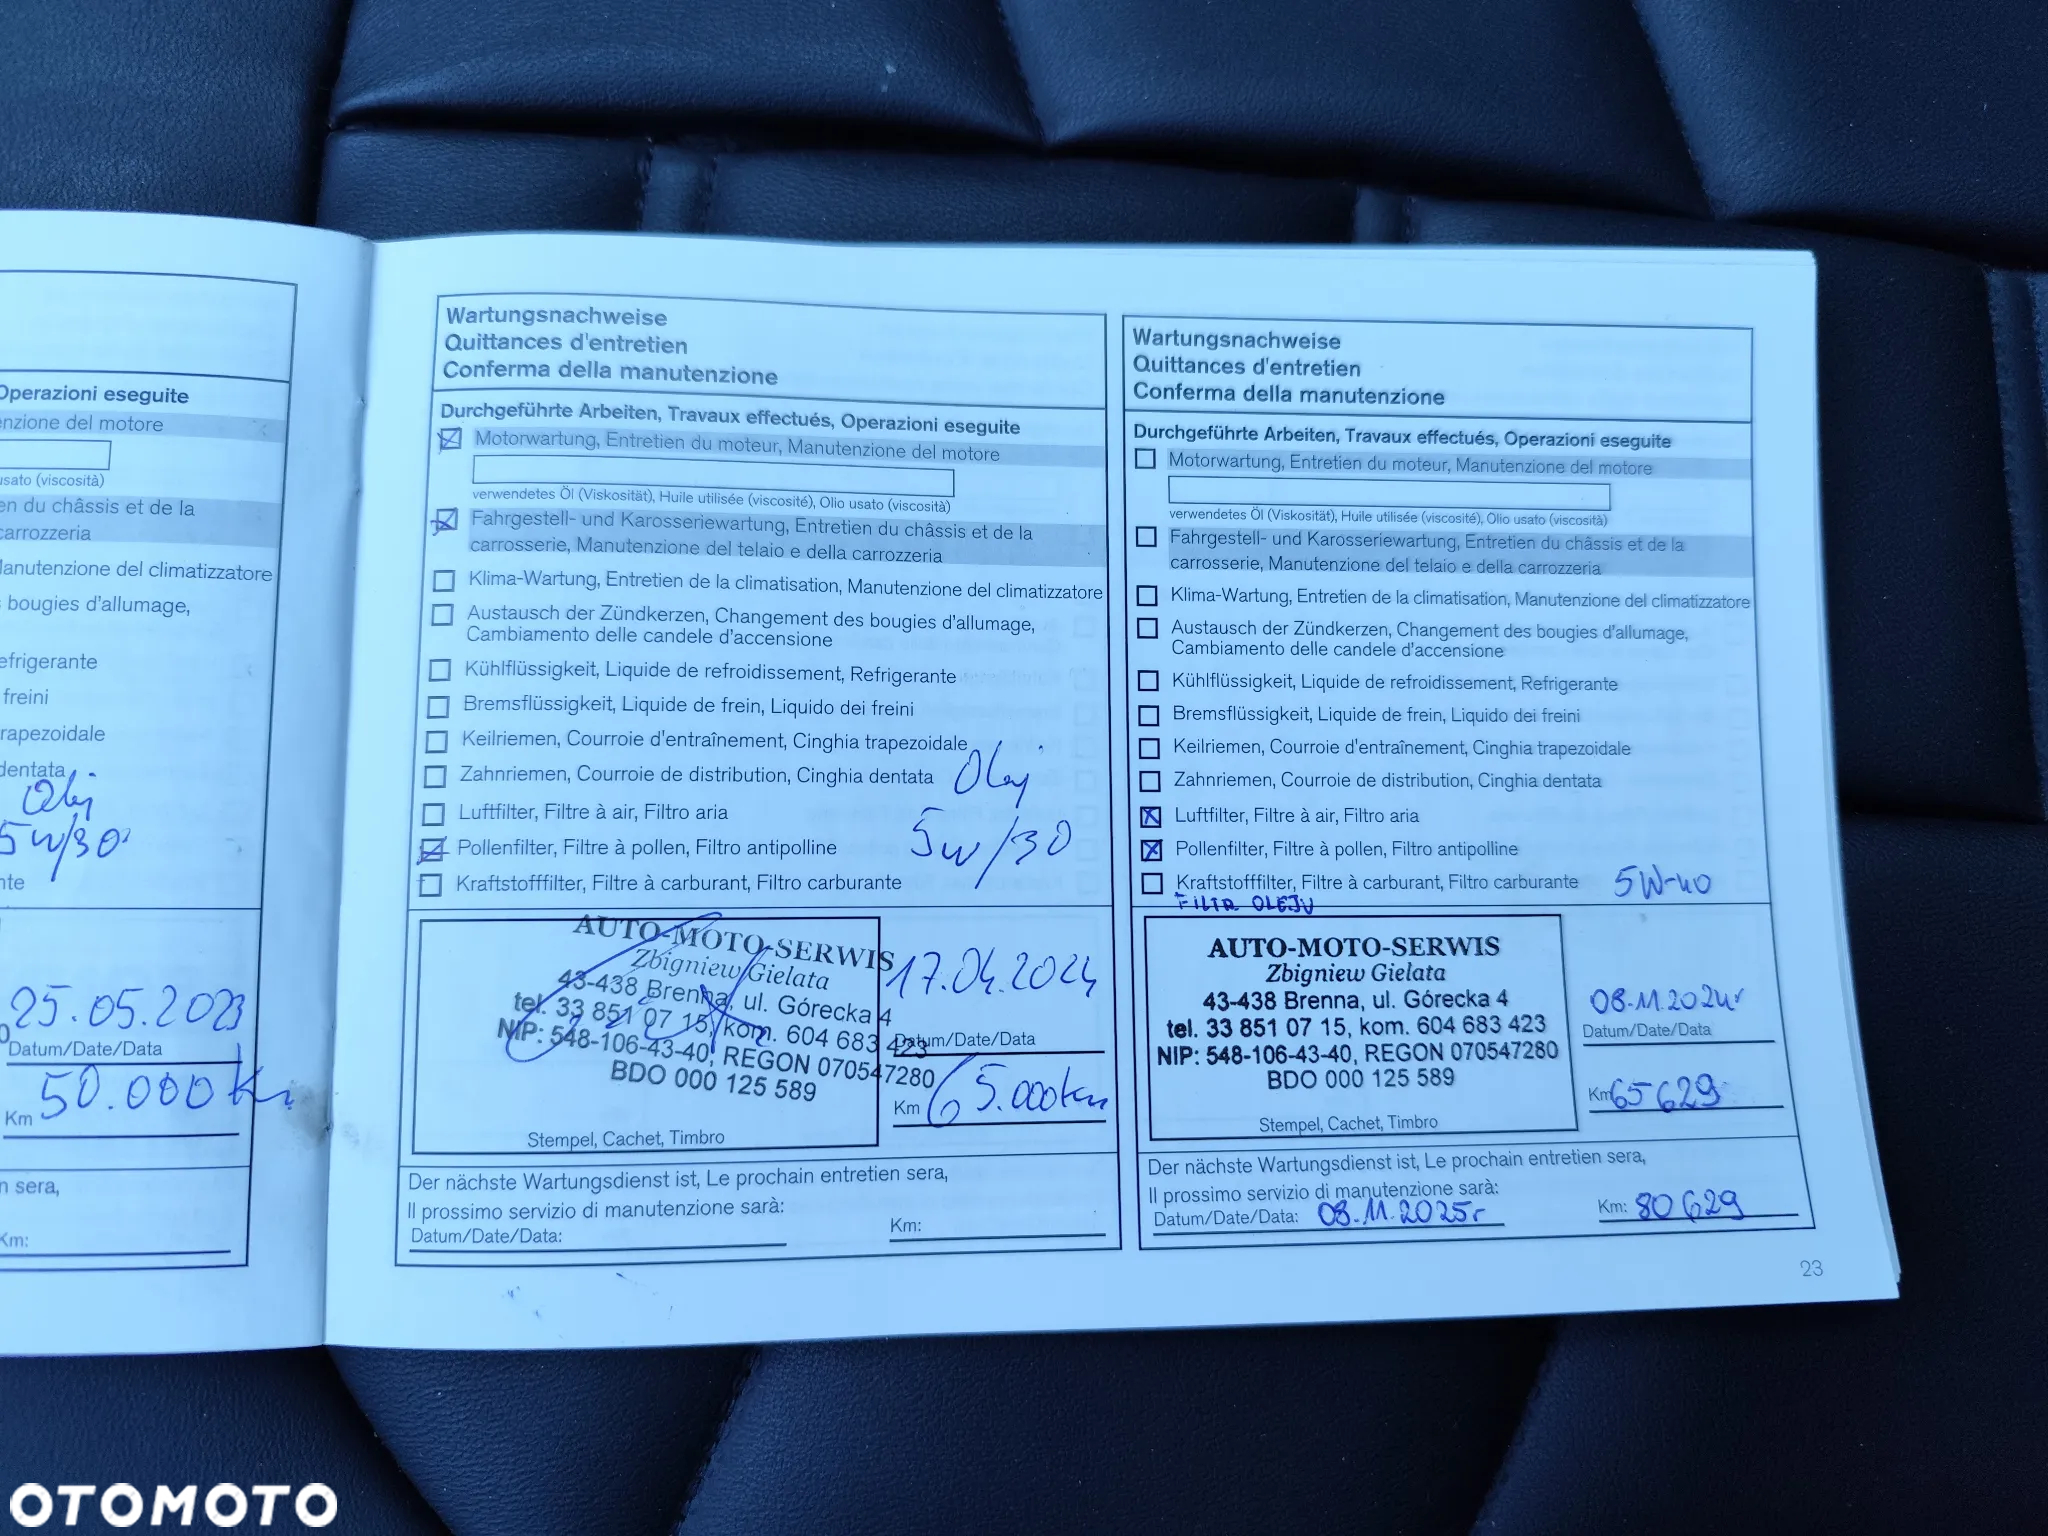 Operazioni eseguite
nzione del motore
usato (viscosità)
en du châssis et de la
carrozzeria
Manutenzione del climatizzatore
s bougies d'allumage,
efrigerante
freini
rapezoidale
dentata
Olej
5W/30
nte
25.05.2023
Datum/Date/Data
Km 50.000 Km
n sera,
Km:
Wartungsnachweise
Quittances d'entretien
Conferma della manutenzione
Durchgeführte Arbeiten, Travaux effectués, Operazioni eseguite
Motorwartung, Entretien du moteur, Manutenzione del motore
verwendetes Öl (Viskosität), Huile utilisée (viscosité), Olio usato (viscosità)
Fahrgestell- und Karosseriewartung, Entretien du châssis et de la
carrosserie, Manutenzione del telaio e della carrozzeria
Klima-Wartung, Entretien de la climatisation, Manutenzione del climatizzatore
Austausch der Zündkerzen, Changement des bougies d'allumage,
Cambiamento delle candele d'accensione
Kühlflüssigkeit, Liquide de refroidissement, Refrigerante
Bremsflüssigkeit, Liquide de frein, Liquido dei freini
Keilriemen, Courroie d'entraînement, Cinghia trapezoidale
Zahnriemen, Courroie de distribution, Cinghia dentata Olej
Luftfilter, Filtre à air, Filtro aria
Pollenfilter, Filtre à pollen, Filtro antipolline 5W/30
Kraftstofffilter, Filtre à carburant, Filtro carburante
AUTO-MOTO-SERWIS
Zbigniew Gielata
43-438 Brenna, ul. Górecka 4
tel. 33 851 07 15, kom. 604 683 423
NIP: 548-106-43-40, REGON 070547280
BDO 000 125 589
Stempel, Cachet, Timbro
17.04.2024
Datum/Date/Data
Km 65.000 km
Der nächste Wartungsdienst ist, Le prochain entretien sera,
Il prossimo servizio di manutenzione sarà:
Datum/Date/Data: Km:
Wartungsnachweise
Quittances d'entretien
Conferma della manutenzione
Durchgeführte Arbeiten, Travaux effectués, Operazioni eseguite
Motorwartung, Entretien du moteur, Manutenzione del motore
verwendetes Öl (Viskosität), Huile utilisée (viscosité), Olio usato (viscosità)
Fahrgestell- und Karosseriewartung, Entretien du châssis et de la
carrosserie, Manutenzione del telaio e della carrozzeria
Klima-Wartung, Entretien de la climatisation, Manutenzione del climatizzatore
Austausch der Zündkerzen, Changement des bougies d'allumage,
Cambiamento delle candele d'accensione
Kühlflüssigkeit, Liquide de refroidissement, Refrigerante
Bremsflüssigkeit, Liquide de frein, Liquido dei freini
Keilriemen, Courroie d'entraînement, Cinghia trapezoidale
Zahnriemen, Courroie de distribution, Cinghia dentata
Luftfilter, Filtre à air, Filtro aria
Pollenfilter, Filtre à pollen, Filtro antipolline
Kraftstofffilter, Filtre à carburant, Filtro carburante 5W-40
FILTR OLEJU
AUTO-MOTO-SERWIS
Zbigniew Gielata
43-438 Brenna, ul. Górecka 4
tel. 33 851 07 15, kom. 604 683 423
NIP: 548-106-43-40, REGON 070547280
BDO 000 125 589
Stempel, Cachet, Timbro
08.11.2024r
Datum/Date/Data
Km 65629
Der nächste Wartungsdienst ist, Le prochain entretien sera,
Il prossimo servizio di manutenzione sarà:
Datum/Date/Data: 08.11.2025r Km: 80629
23
OTOMOTO